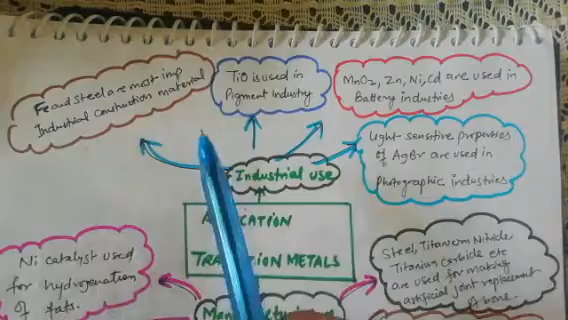 Fe and steel are most imp
Industrial Construction material
TiO is used in
Pigment Industry
MnO2, Zn, Ni, Cd are used in
Battery industries
Light-sensitive properties
of AgBr are used in
Photographic industries
Industrial use
METALS
Ni catalyst used
for hydrogenation
of fats.
Steel, Titanium Nitride
Titanium Carbide etc
are used for making
artificial joint replacement
of bone.